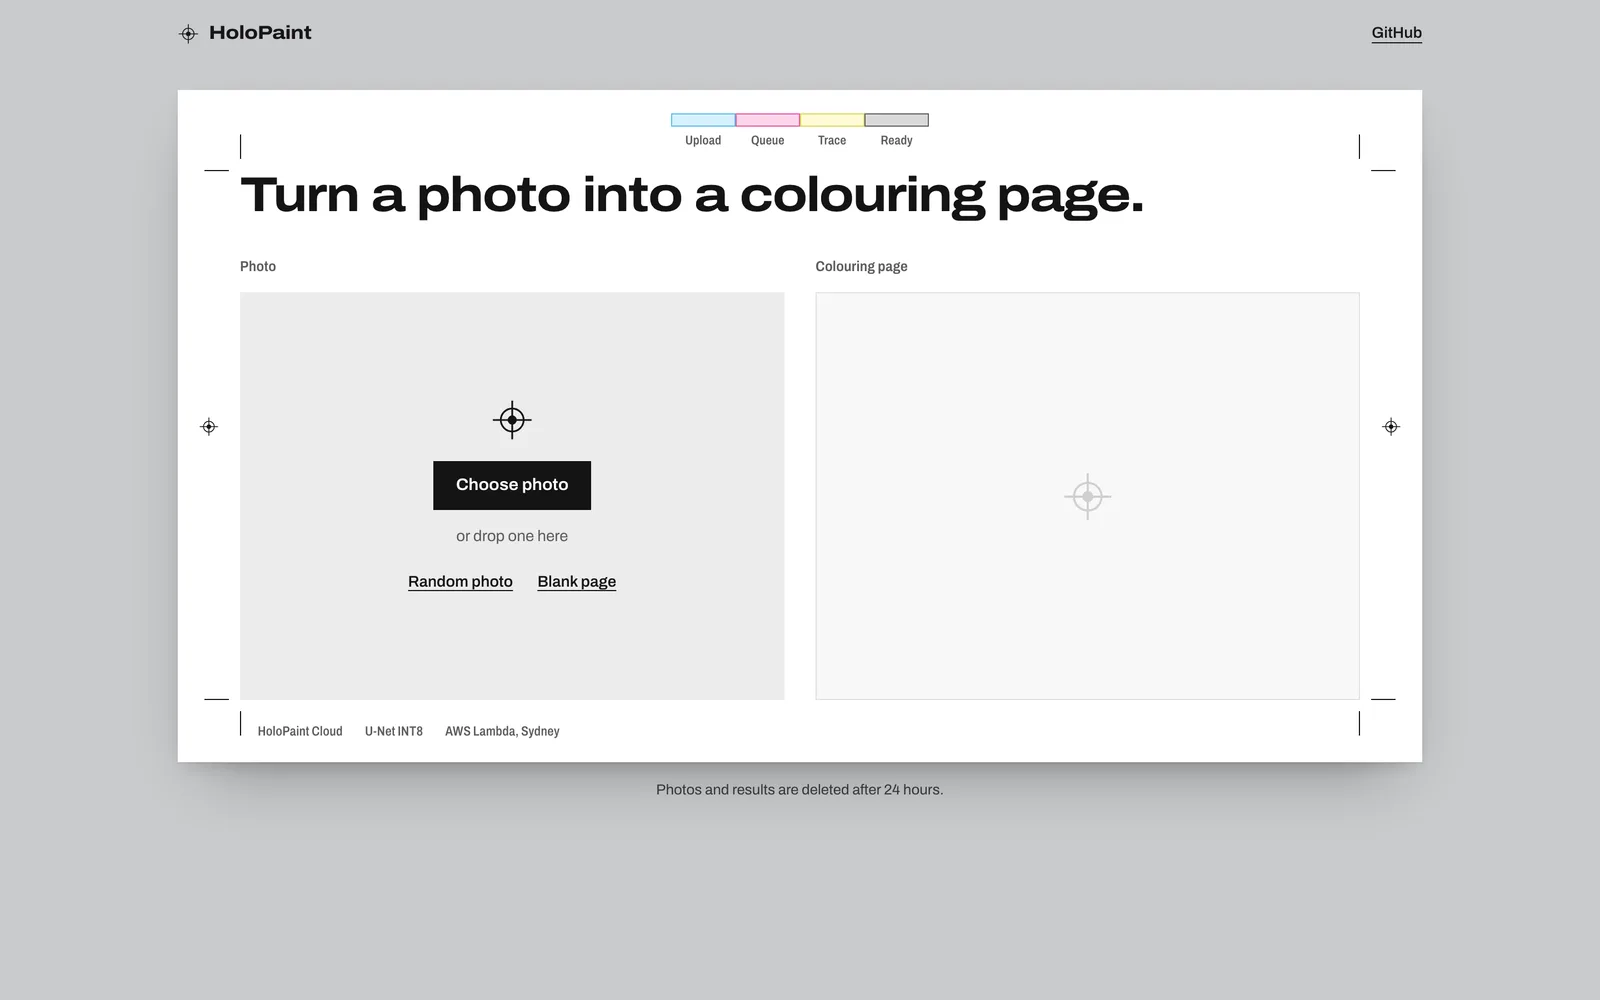 HoloPaint
GitHub
Upload Queue Trace Ready
Turn a photo into a colouring page.
Photo
Colouring page
Choose photo
or drop one here
Random photo Blank page
HoloPaint Cloud U-Net INT8 AWS Lambda, Sydney
Photos and results are deleted after 24 hours.